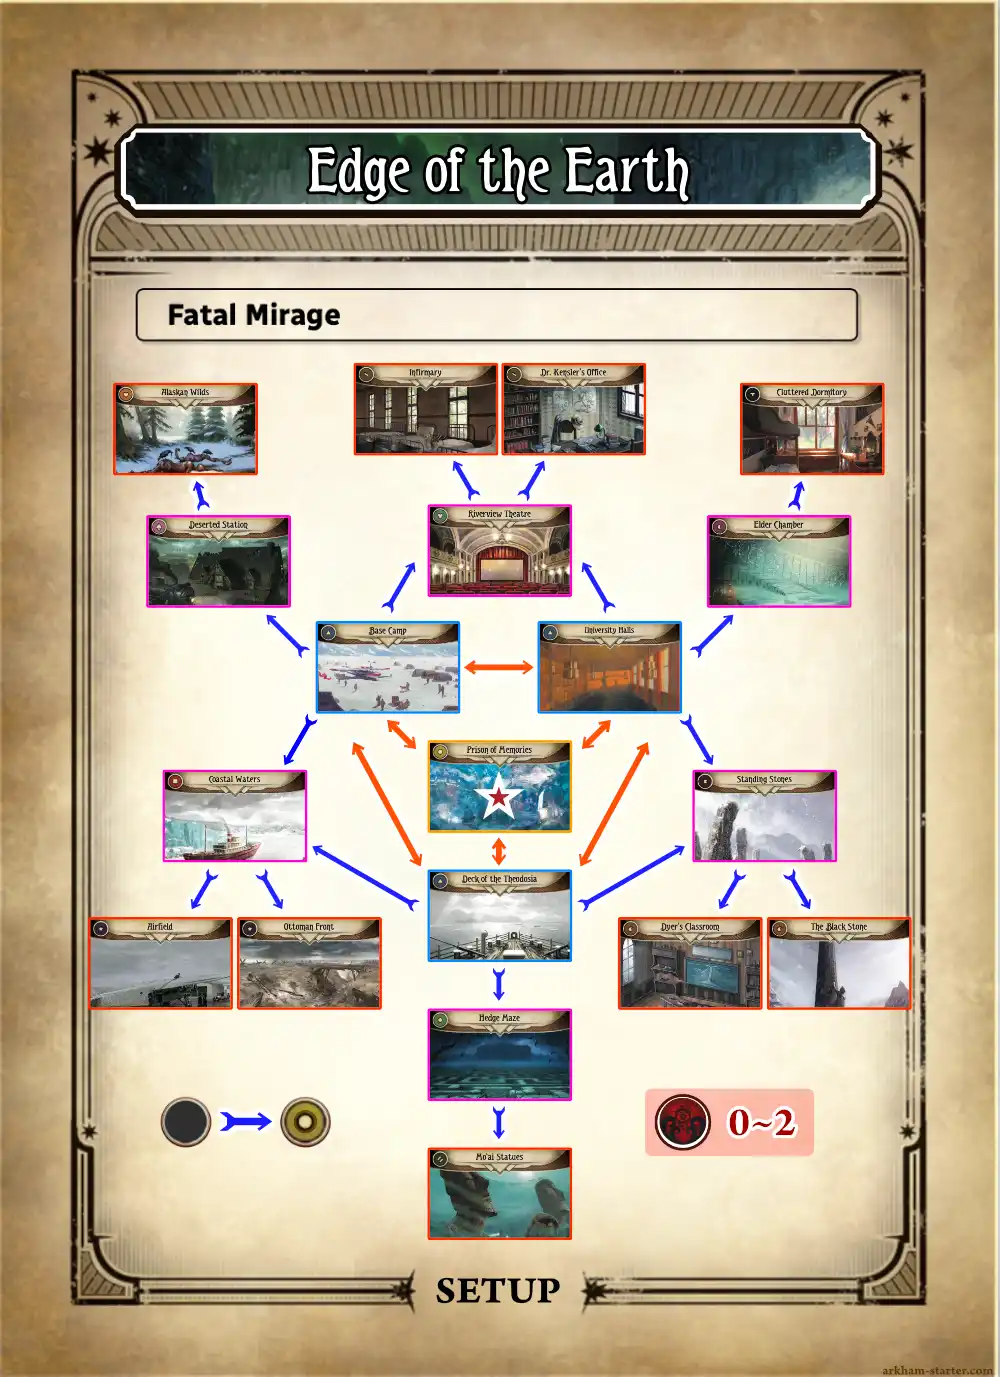 Edge of the Earth
Fatal Mirage
Infirmary
Dr. Kensler's Office
Alaskan Wilds
Cluttered Dormitory
Riverview Theatre
Deserted Station
Elder Chamber
Base Camp
University Halls
Prison of Memories
Coastal Waters
Standing Stones
Deck of the Theodosia
Airfield
Ottoman Front
Dyer's Classroom
The Black Stone
Hedge Maze
0~2
Mo'ai Statues
SETUP
arkham-starter.com